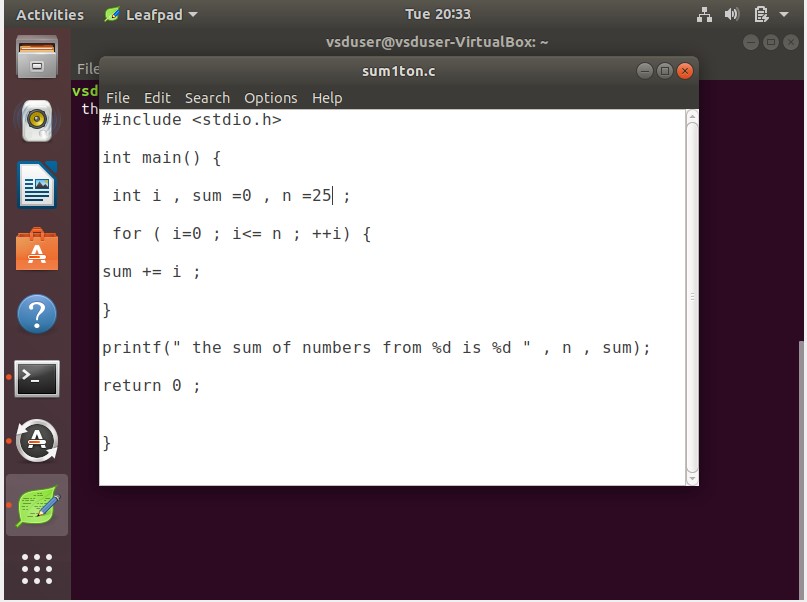 Activities Leafpad Tue 20:33
vsduser@vsduser-VirtualBox: ~
File
sum1ton.c
File Edit Search Options Help
vsd
th
#include <stdio.h>
int main() {
int i , sum =0 , n =25 ;
for ( i=0 ; i<= n ; ++i) {
sum += i ;
}
printf(" the sum of numbers from %d is %d " , n , sum);
return 0 ;
}